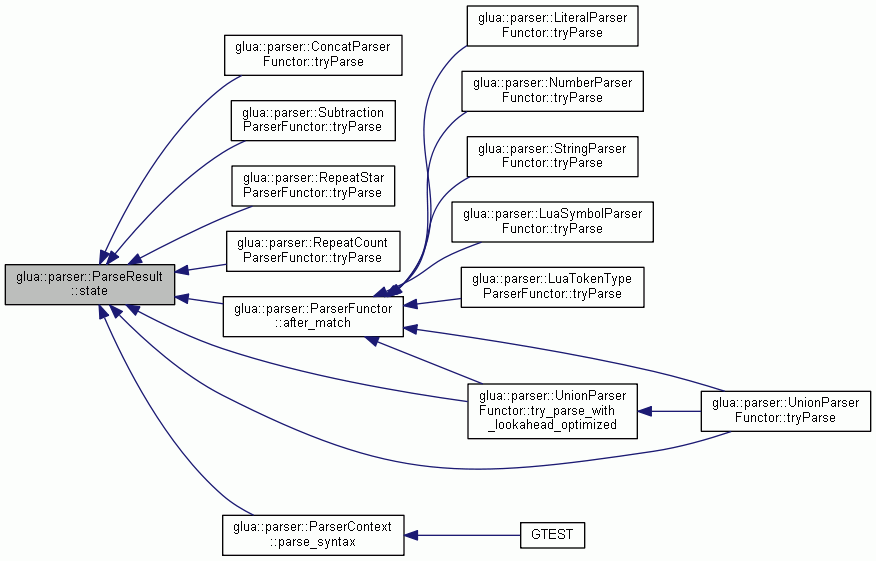 glua::parser::ParseResult
::state
glua::parser::ConcatParser
Functor::tryParse
glua::parser::Subtraction
ParserFunctor::tryParse
glua::parser::RepeatStar
ParserFunctor::tryParse
glua::parser::RepeatCount
ParserFunctor::tryParse
glua::parser::ParserFunctor
::after_match
glua::parser::ParserContext
::parse_syntax
glua::parser::LiteralParser
Functor::tryParse
glua::parser::NumberParser
Functor::tryParse
glua::parser::StringParser
Functor::tryParse
glua::parser::LuaSymbolParser
Functor::tryParse
glua::parser::LuaTokenType
ParserFunctor::tryParse
glua::parser::UnionParser
Functor::try_parse_with
_lookahead_optimized
glua::parser::UnionParser
Functor::tryParse
GTEST